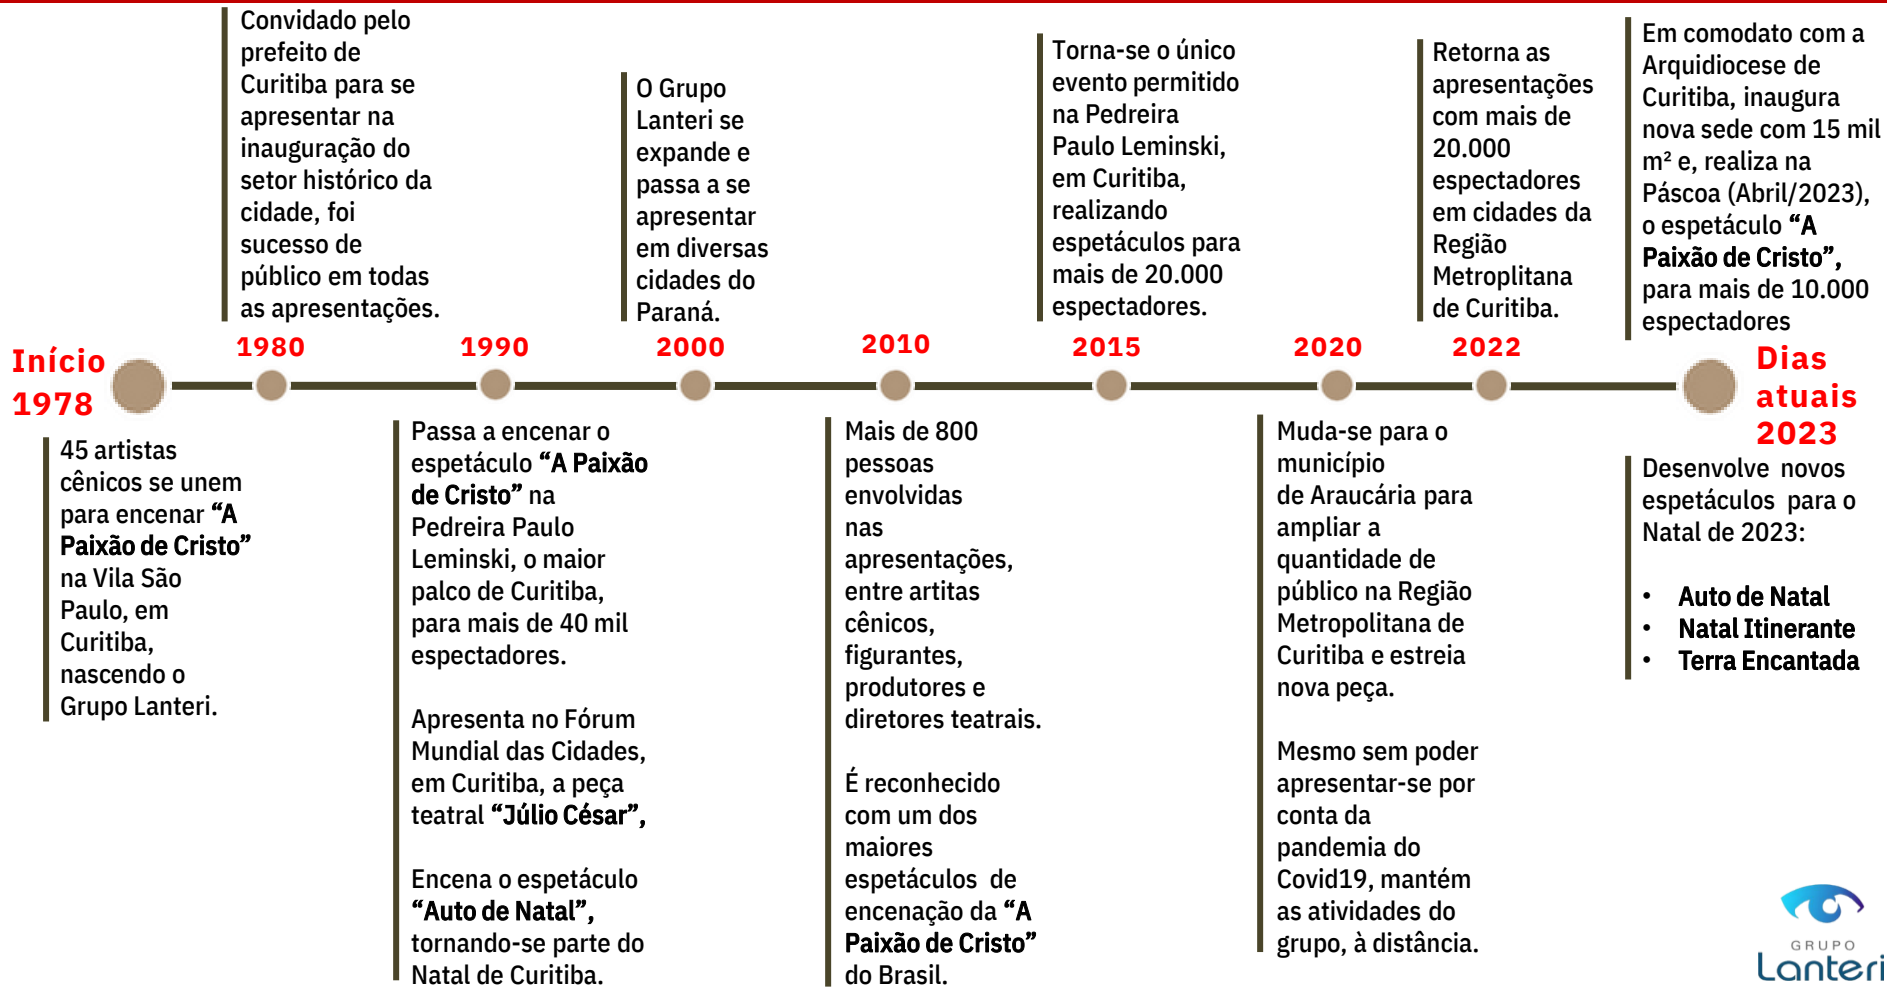 Convidado pelo
prefeito de
Curitiba para se
apresentar na
inauguração do
setor histórico da
cidade, foi
sucesso de
público em todas
as apresentações.
O Grupo
Lanteri se
expande e
passa a se
apresentar
em diversas
cidades do
Paraná.
Torna-se o único
evento permitido
na Pedreira
Paulo Leminski,
em Curitiba,
realizando
espetáculos para
mais de 20.000
espectadores.
Retorna as
apresentações
com mais de
20.000
espectadores
em cidades da
Região
Metroplitana
de Curitiba.
Em comodato com a
Arquidiocese de
Curitiba, inaugura
nova sede com 15 mil
m² e, realiza na
Páscoa (Abril/2023),
o espetáculo “A
Paixão de Cristo”,
para mais de 10.000
espectadores
Início
1978
1980
1990
2000
2010
2015
2020
2022
Dias
atuais
2023
45 artistas
cênicos se unem
para encenar “A
Paixão de Cristo”
na Vila São
Paulo, em
Curitiba,
nascendo o
Grupo Lanteri.
Passa a encenar o
espetáculo “A Paixão
de Cristo” na
Pedreira Paulo
Leminski, o maior
palco de Curitiba,
para mais de 40 mil
espectadores.
Apresenta no Fórum
Mundial das Cidades,
em Curitiba, a peça
teatral “Júlio César”,
Encena o espetáculo
“Auto de Natal”,
tornando-se parte do
Natal de Curitiba.
Mais de 800
pessoas
envolvidas
nas
apresentações,
entre artitas
cênicos,
figurantes,
produtores e
diretores teatrais.
É reconhecido
com um dos
maiores
espetáculos de
encenação da “A
Paixão de Cristo”
do Brasil.
Muda-se para o
município
de Araucária para
ampliar a
quantidade de
público na Região
Metropolitana de
Curitiba e estreia
nova peça.
Mesmo sem poder
apresentar-se por
conta da
pandemia do
Covid19, mantém
as atividades do
grupo, à distância.
Desenvolve novos
espetáculos para o
Natal de 2023:
• Auto de Natal
• Natal Itinerante
• Terra Encantada
GRUPO
Lanteri